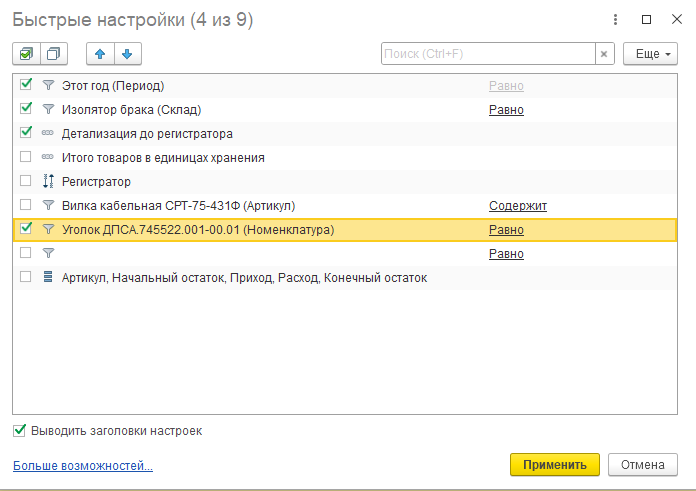 Быстрые настройки (4 из 9)
Поиск (Ctrl+F) × Еще
Этот год (Период) Равно
Изолятор брака (Склад) Равно
Детализация до регистратора
Итого товаров в единицах хранения
Регистратор
Вилка кабельная СРТ-75-431Ф (Артикул) Содержит
Уголок ДПСА.745522.001-00.01 (Номенклатура) Равно
Равно
Артикул, Начальный остаток, Приход, Расход, Конечный остаток
Выводить заголовки настроек
Больше возможностей... Применить Отмена